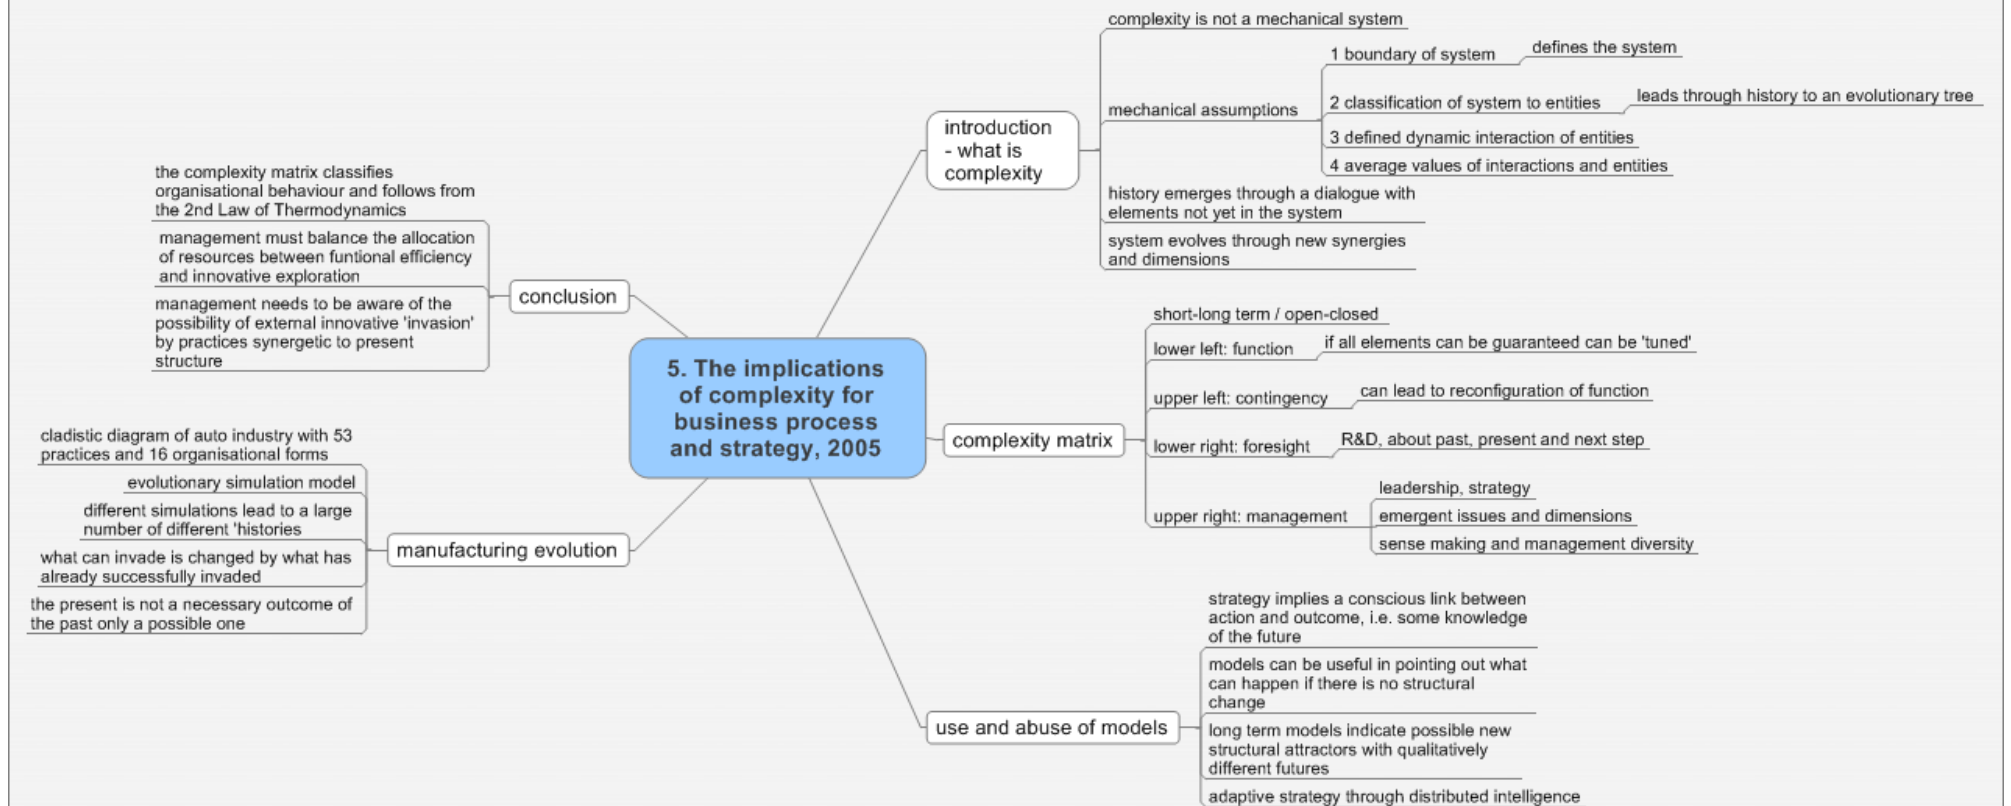 5. The implications
of complexity for
business process
and strategy, 2005
introduction
- what is
complexity
complexity is not a mechanical system
mechanical assumptions
1 boundary of system
defines the system
2 classification of system to entities
leads through history to an evolutionary tree
3 defined dynamic interaction of entities
4 average values of interactions and entities
history emerges through a dialogue with
elements not yet in the system
system evolves through new synergies
and dimensions
complexity matrix
short-long term / open-closed
lower left: function
if all elements can be guaranteed can be 'tuned'
upper left: contingency
can lead to reconfiguration of function
lower right: foresight
R&D, about past, present and next step
upper right: management
leadership, strategy
emergent issues and dimensions
sense making and management diversity
use and abuse of models
strategy implies a conscious link between
action and outcome, i.e. some knowledge
of the future
models can be useful in pointing out what
can happen if there is no structural
change
long term models indicate possible new
structural attractors with qualitatively
different futures
adaptive strategy through distributed intelligence
manufacturing evolution
cladistic diagram of auto industry with 53
practices and 16 organisational forms
evolutionary simulation model
different simulations lead to a large
number of different 'histories
what can invade is changed by what has
already successfully invaded
the present is not a necessary outcome of
the past only a possible one
conclusion
the complexity matrix classifies
organisational behaviour and follows from
the 2nd Law of Thermodynamics
management must balance the allocation
of resources between funtional efficiency
and innovative exploration
management needs to be aware of the
possibility of external innovative 'invasion'
by practices synergetic to present
structure